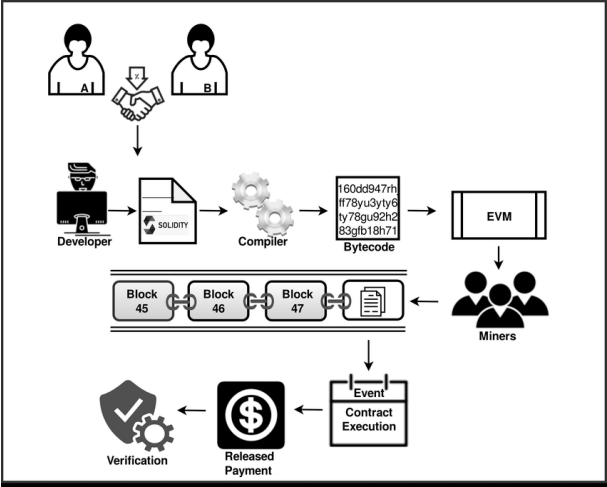 A
B
X
160dd947rh
ff78yu3yty6
ty78gu92h2
83gfb18h71
EVM
SOLIDITY
Developer
Compiler
Bytecode
Block
45
Block
46
Block
47
Miners
Event
Contract
Execution
Verification
Released
Payment